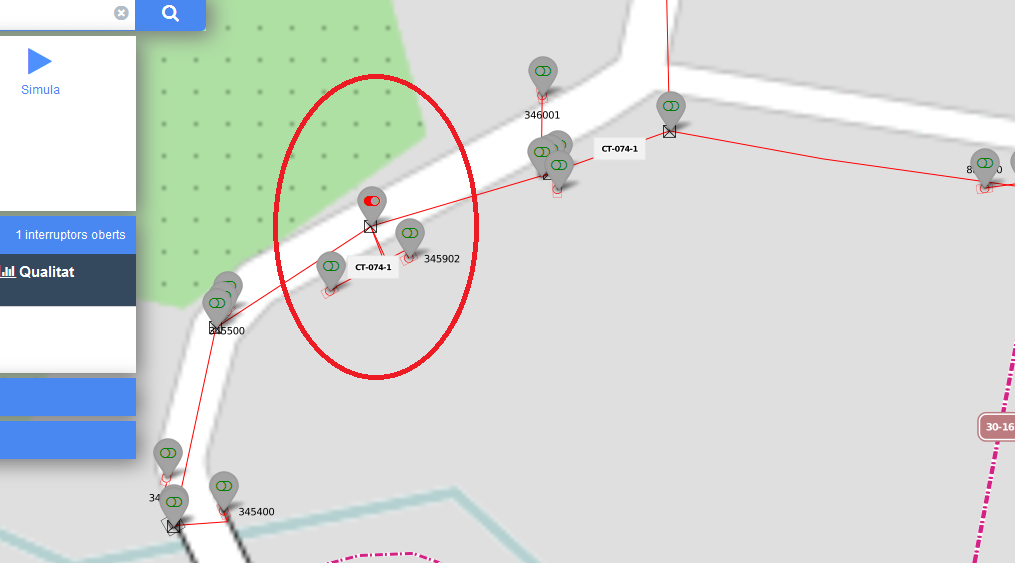 Simula
1 interruptors oberts
Qualitat
346001
CT-074-1
345902
CT-074-1
345500
345400
30-16